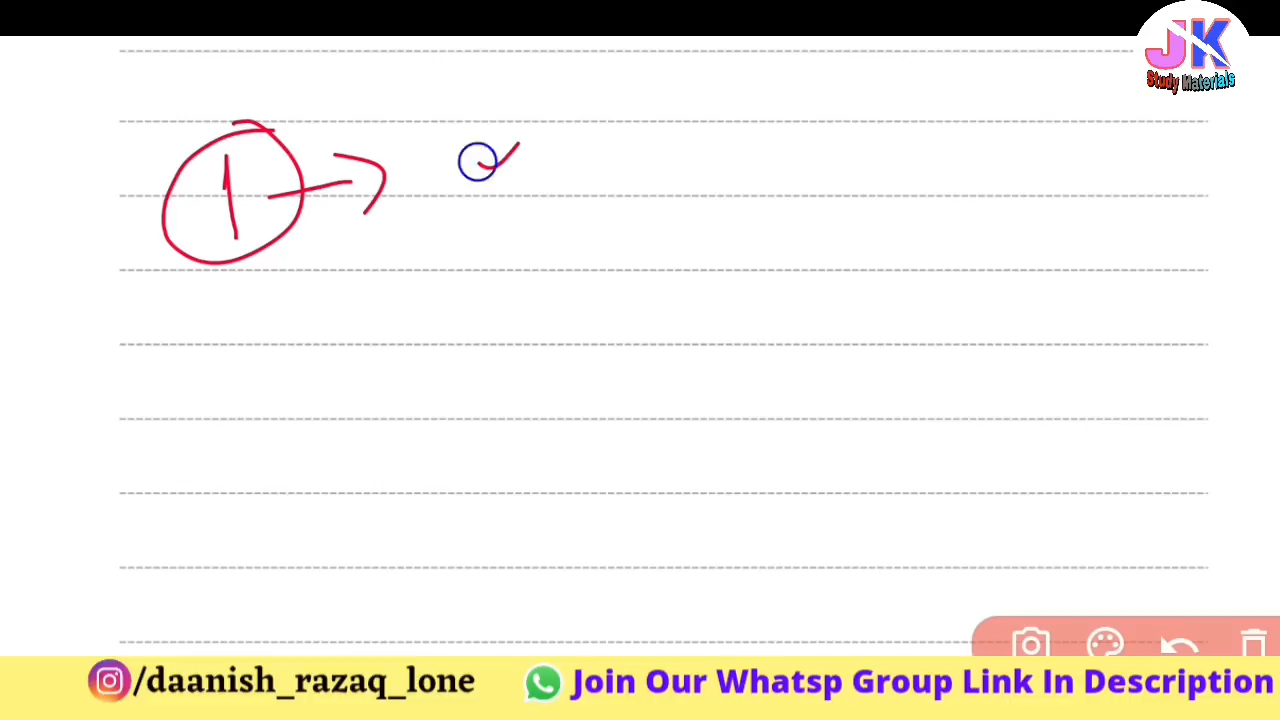 JK
Study Materials
1
/daanish_razaq_lone
Join Our Whatsp Group Link In Description